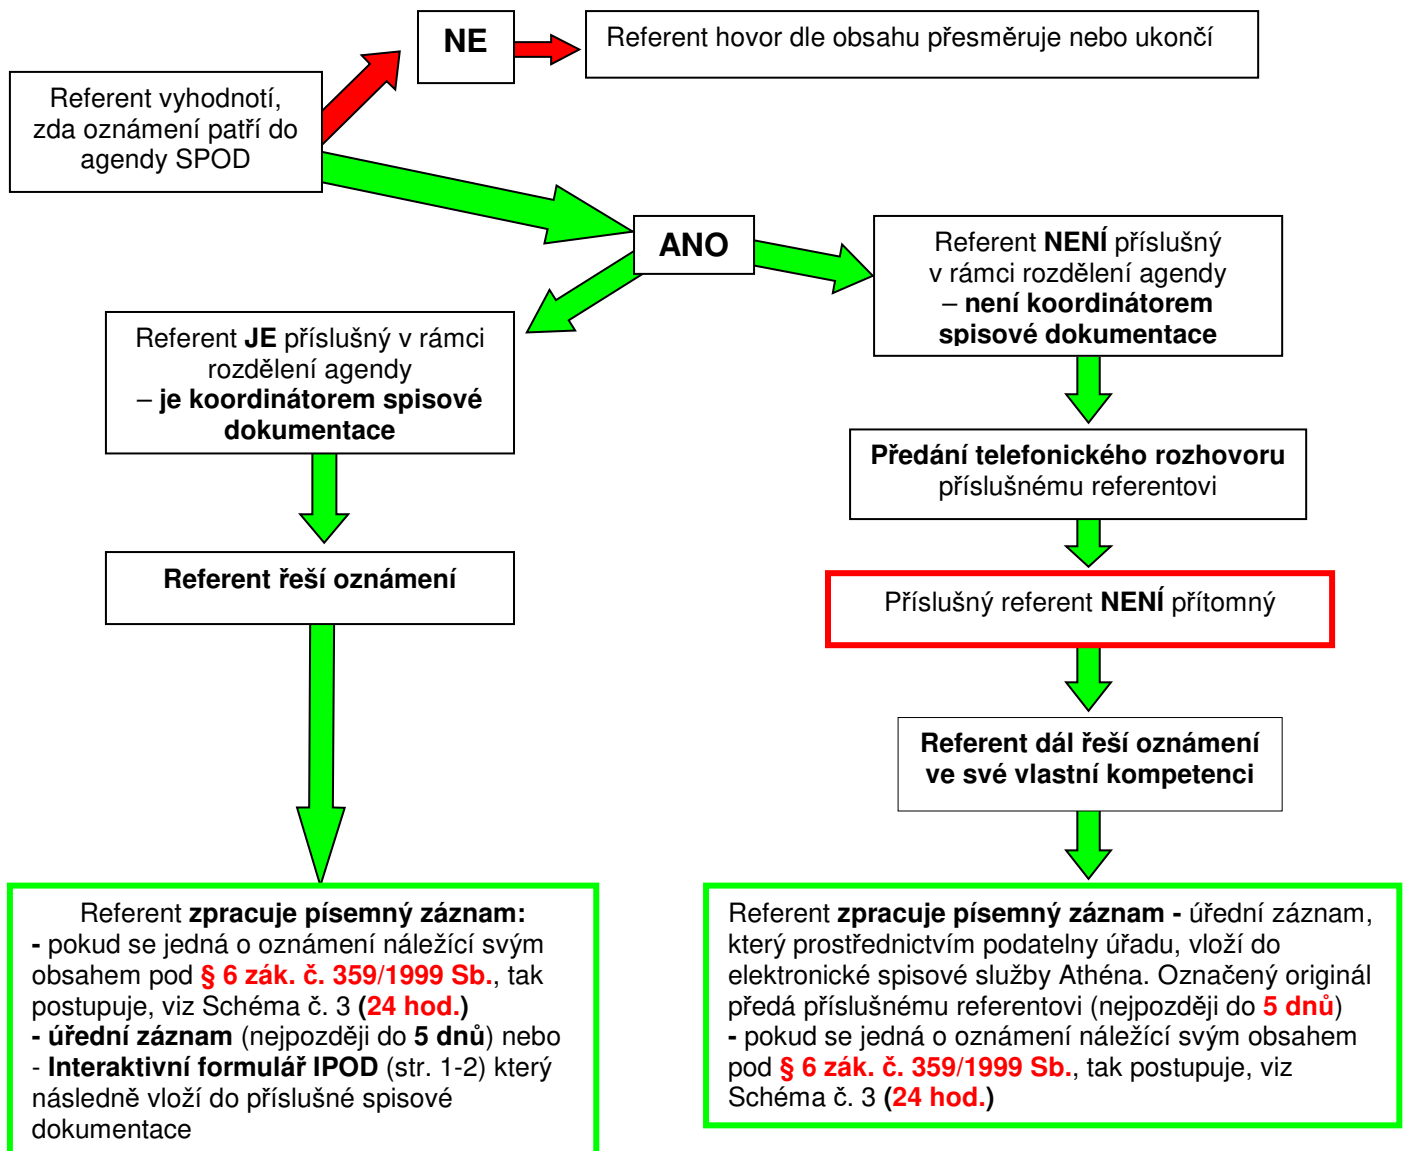 NE
Referent hovor dle obsahu přesměruje nebo ukončí
Referent vyhodnotí,
zda oznámení patří do
agendy SPOD
ANO
Referent NENÍ příslušný
v rámci rozdělení agendy
– není koordinátorem
spisové dokumentace
Referent JE příslušný v rámci
rozdělení agendy
– je koordinátorem spisové
dokumentace
Předání telefonického rozhovoru
příslušnému referentovi
Referent řeší oznámení
Příslušný referent NENÍ přítomný
Referent dál řeší oznámení
ve své vlastní kompetenci
Referent zpracuje písemný záznam:
- pokud se jedná o oznámení náležící svým
obsahem pod § 6 zák. č. 359/1999 Sb., tak
postupuje, viz Schéma č. 3 (24 hod.)
- úřední záznam (nejpozději do 5 dnů) nebo
- Interaktivní formulář IPOD (str. 1-2) který
následně vloží do příslušné spisové
dokumentace
Referent zpracuje písemný záznam - úřední záznam,
který prostřednictvím podatelny úřadu, vloží do
elektronické spisové služby Athéna. Označený originál
předá příslušnému referentovi (nejpozději do 5 dnů)
- pokud se jedná o oznámení náležící svým obsahem
pod § 6 zák. č. 359/1999 Sb., tak postupuje, viz
Schéma č. 3 (24 hod.)